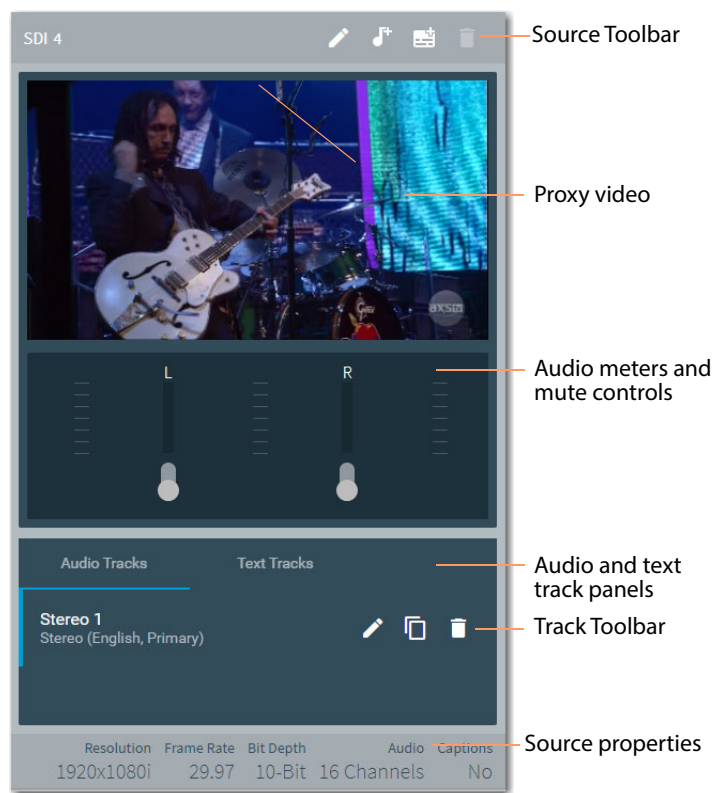 SDI 4
Source Toolbar
Proxy video
axstv
Audio meters and
mute controls
L
R
Audio Tracks
Text Tracks
Audio and text
track panels
Stereo 1
Stereo (English, Primary)
Track Toolbar
Resolution
Frame Rate
Bit Depth
Audio
Captions
Source properties
1920x1080i
29.97
10-Bit
16 Channels
No